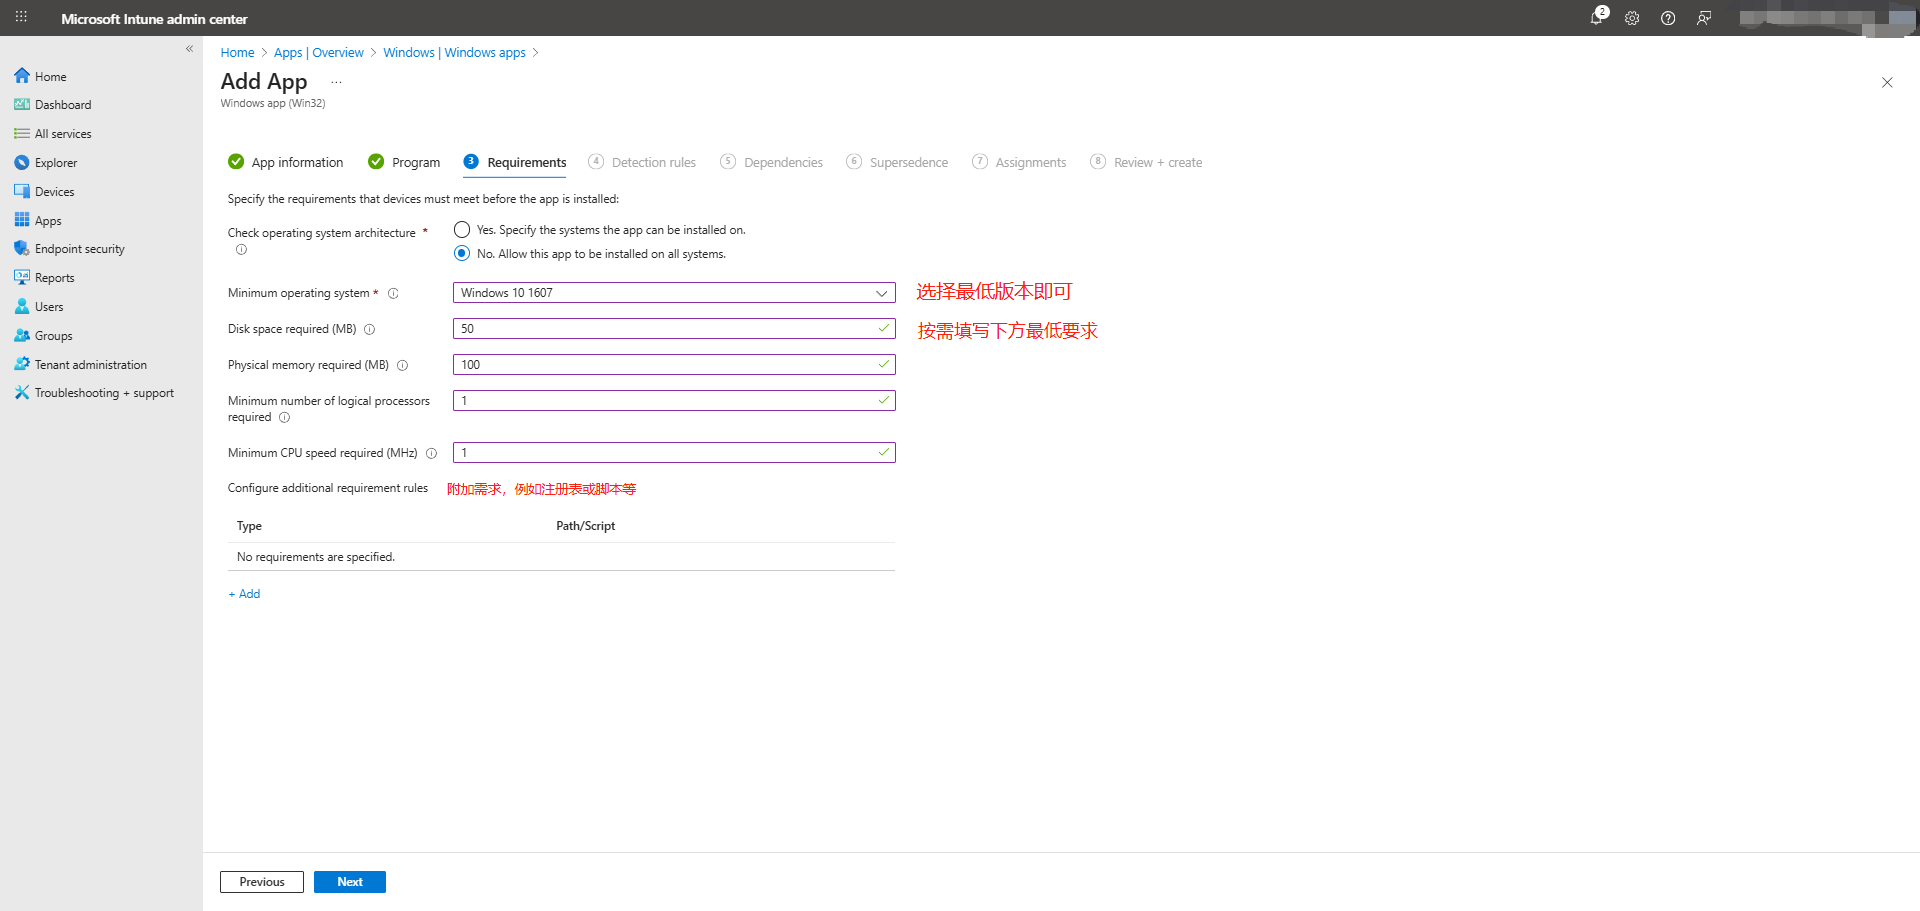 Microsoft Intune admin center
2
Home > Apps | Overview > Windows | Windows apps >
Add App ...
Windows app (Win32)
Home
Dashboard
All services
Explorer
Devices
Apps
Endpoint security
Reports
Users
Groups
Tenant administration
Troubleshooting + support
App information Program 3 Requirements 4 Detection rules 5 Dependencies 6 Supersedence 7 Assignments 8 Review + create
Specify the requirements that devices must meet before the app is installed:
Check operating system architecture *
Yes. Specify the systems the app can be installed on.
No. Allow this app to be installed on all systems.
Minimum operating system * Windows 10 1607 选择最低版本即可
Disk space required (MB) 50 按需填写下方最低要求
Physical memory required (MB) 100
Minimum number of logical processors 1
required
Minimum CPU speed required (MHz) 1
Configure additional requirement rules 附加需求，例如注册表或脚本等
Type Path/Script
No requirements are specified.
+ Add
Previous Next